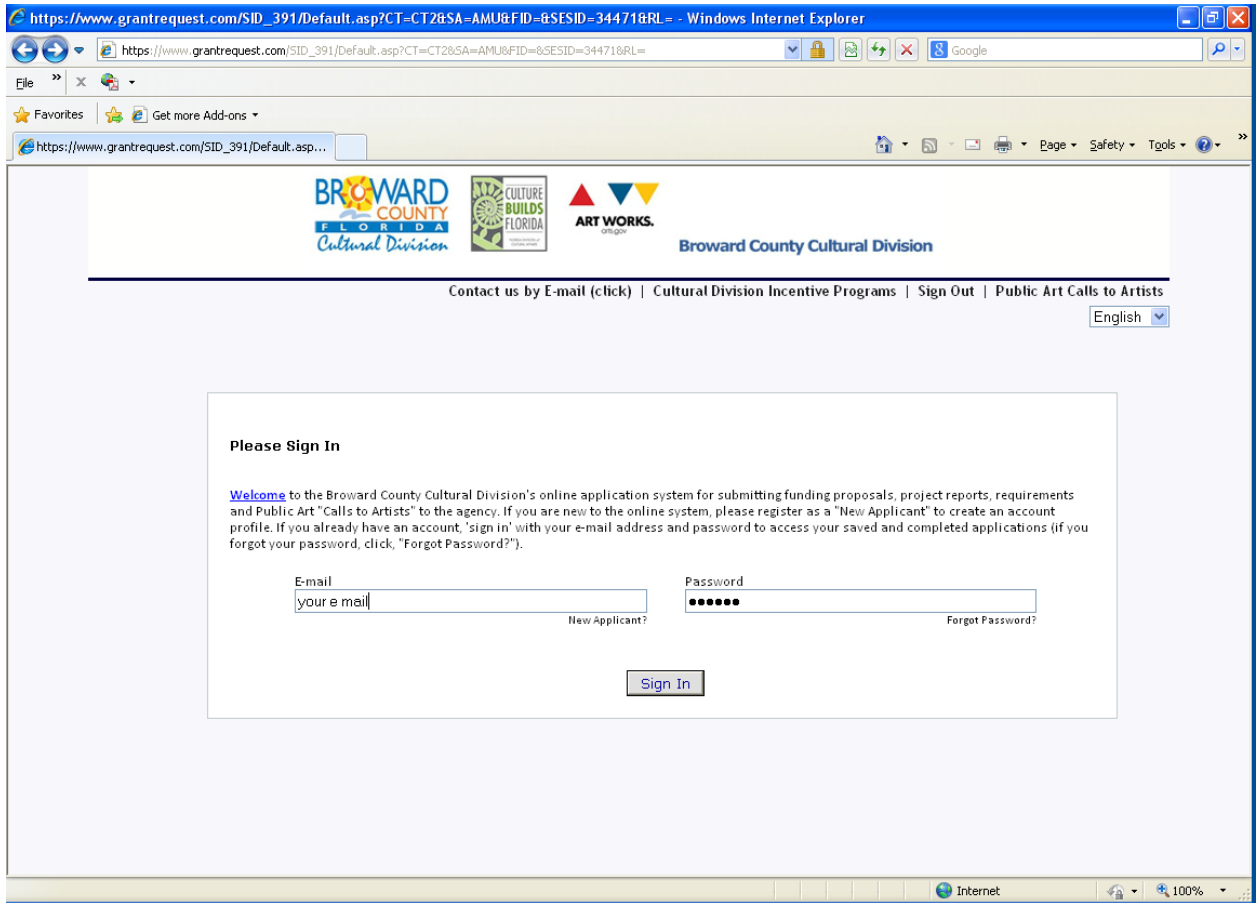 https://www.grantrequest.com/SID_391/Default.asp?CT=CT2&SA=AMU&FID=&SESID=34471&RL= - Windows Internet Explorer
https://www.grantrequest.com/SID_391/Default.asp?CT=CT2&SA=AMU&FID=&SESID=34471&RL=
Google
File » x
Favorites Get more Add-ons
https://www.grantrequest.com/SID_391/Default.asp...
Page Safety Tools »
BROWARD
COUNTY
FLORIDA
Cultural Division
CULTURE
BUILDS
FLORIDA
ART WORKS.
arts.gov
Broward County Cultural Division
Contact us by E-mail (click) | Cultural Division Incentive Programs | Sign Out | Public Art Calls to Artists
English
Please Sign In
Welcome to the Broward County Cultural Division's online application system for submitting funding proposals, project reports, requirements
and Public Art "Calls to Artists" to the agency. If you are new to the online system, please register as a "New Applicant" to create an account
profile. If you already have an account, 'sign in' with your e-mail address and password to access your saved and completed applications (if you
forgot your password, click, "Forgot Password?").
E-mail Password
your e mail ●●●●●●
New Applicant? Forgot Password?
Sign In
Internet 100%